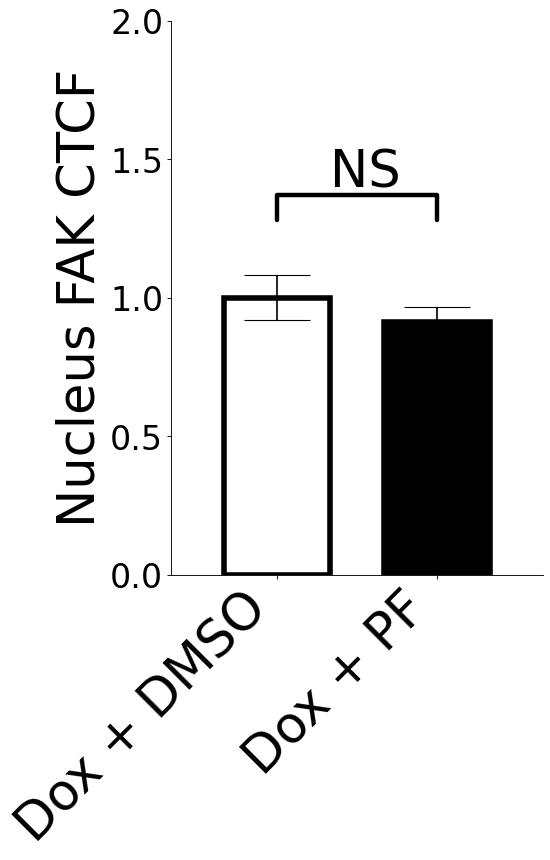 Nucleus FAK CTCF
2.0
1.5
1.0
0.5
0.0
NS
Dox + DMSO
Dox + PF